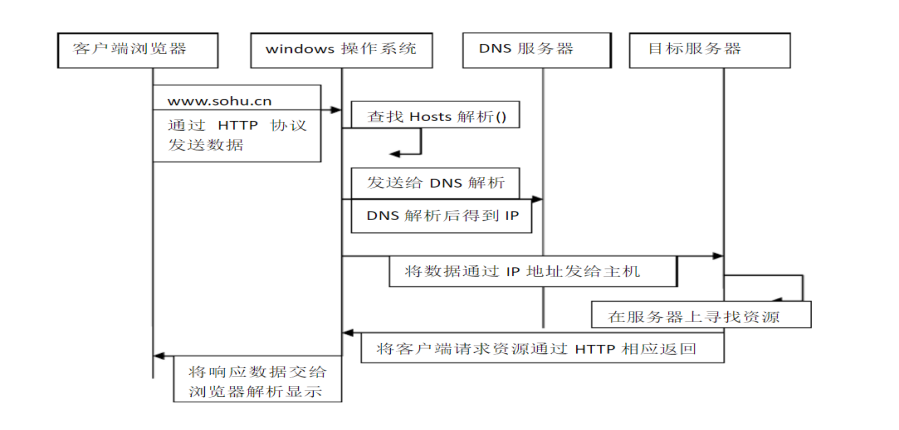 客户端浏览器
windows 操作系统
DNS 服务器
目标服务器
www.sohu.cn
通过 HTTP 协议
发送数据
查找 Hosts 解析()
发送给 DNS 解析
DNS 解析后得到 IP
将数据通过 IP 地址发给主机
在服务器上寻找资源
将客户端请求资源通过 HTTP 相应返回
将响应数据交给
浏览器解析显示